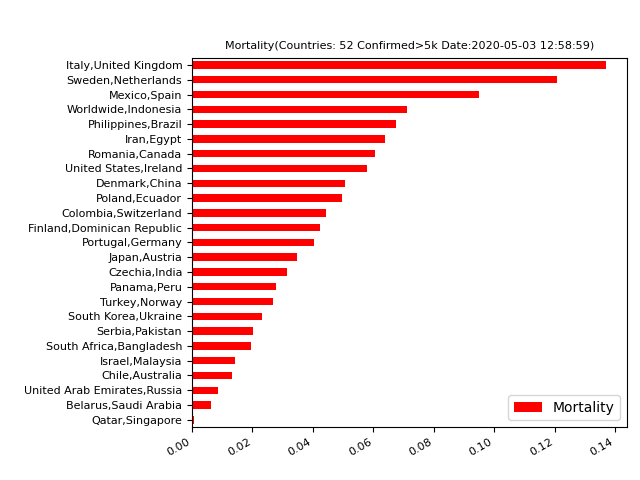 Mortality(Countries: 52 Confirmed>5k Date:2020-05-03 12:58:59)
Italy,United Kingdom
Sweden,Netherlands
Mexico,Spain
Worldwide,Indonesia
Philippines,Brazil
Iran,Egypt
Romania,Canada
United States,Ireland
Denmark,China
Poland,Ecuador
Colombia,Switzerland
Finland,Dominican Republic
Portugal,Germany
Japan,Austria
Czechia,India
Panama,Peru
Turkey,Norway
South Korea,Ukraine
Serbia,Pakistan
South Africa,Bangladesh
Israel,Malaysia
Chile,Australia
United Arab Emirates,Russia
Belarus,Saudi Arabia
Qatar,Singapore
Mortality
0.00 0.02 0.04 0.06 0.08 0.10 0.12 0.14